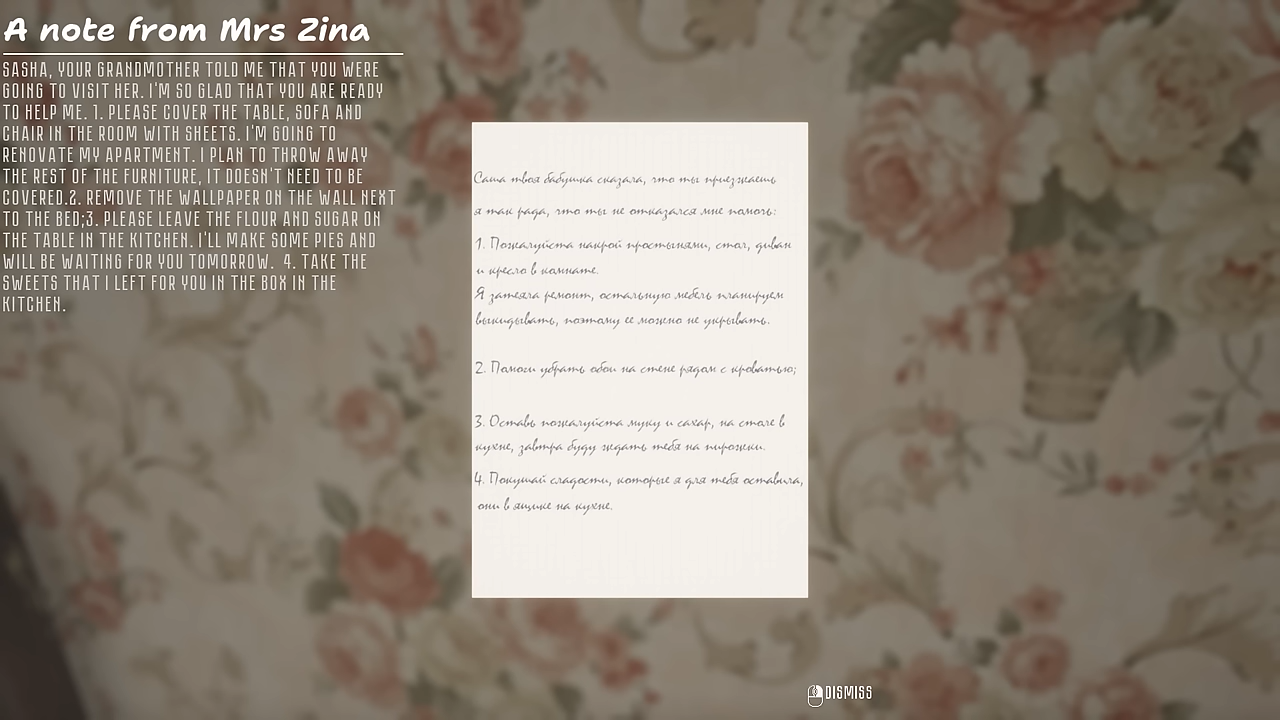 A note from Mrs Zina
SASHA, YOUR GRANDMOTHER TOLD ME THAT YOU WERE
GOING TO VISIT HER. I'M SO GLAD THAT YOU ARE READY
TO HELP ME. 1. PLEASE COVER THE TABLE, SOFA AND
CHAIR IN THE ROOM WITH SHEETS. I'M GOING TO
RENOVATE MY APARTMENT. I PLAN TO THROW AWAY
THE REST OF THE FURNITURE, IT DOESN'T NEED TO BE
COVERED.2. REMOVE THE WALLPAPER ON THE WALL NEXT
TO THE BED;3. PLEASE LEAVE THE FLOUR AND SUGAR ON
THE TABLE IN THE KITCHEN. I'LL MAKE SOME PIES AND
WILL BE WAITING FOR YOU TOMORROW. 4. TAKE THE
SWEETS THAT I LEFT FOR YOU IN THE BOX IN THE
KITCHEN.
Саша твоя бабушка сказала, что ты приезжаешь
я так рада, что ты не отказался мне помочь:
1. Пожалуйста накрой простынями, стол, диван
и кресло в комнате.
Я затеяла ремонт, остальную мебель планируем
выкидывать, поэтому ее можно не укрывать.
2. Помоги убрать обои на стене рядом с кроватью;
3. Оставь пожалуйста муку и сахар, на столе в
кухне, завтра буду ждать тебя на пирожки.
4. Покушай сладости, которые я для тебя оставила,
они в ящике на кухне.
DISMISS